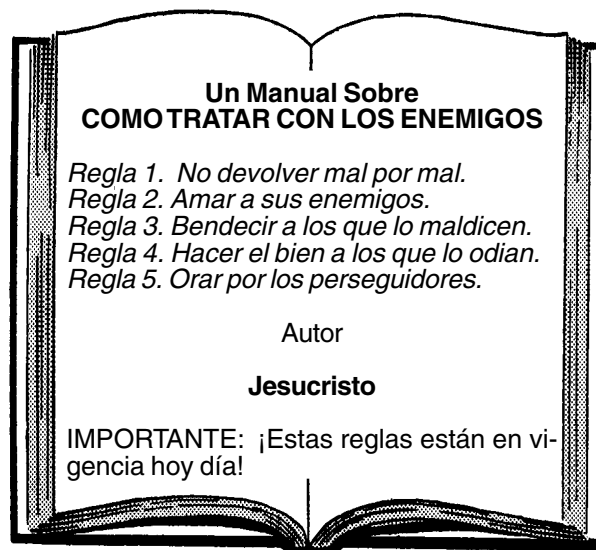 Un Manual Sobre
COMO TRATAR CON LOS ENEMIGOS
Regla 1. No devolver mal por mal.
Regla 2. Amar a sus enemigos.
Regla 3. Bendecir a los que lo maldicen.
Regla 4. Hacer el bien a los que lo odian.
Regla 5. Orar por los perseguidores.
Autor
Jesucristo
IMPORTANTE: ¡Estas reglas están en vi-
gencia hoy día!